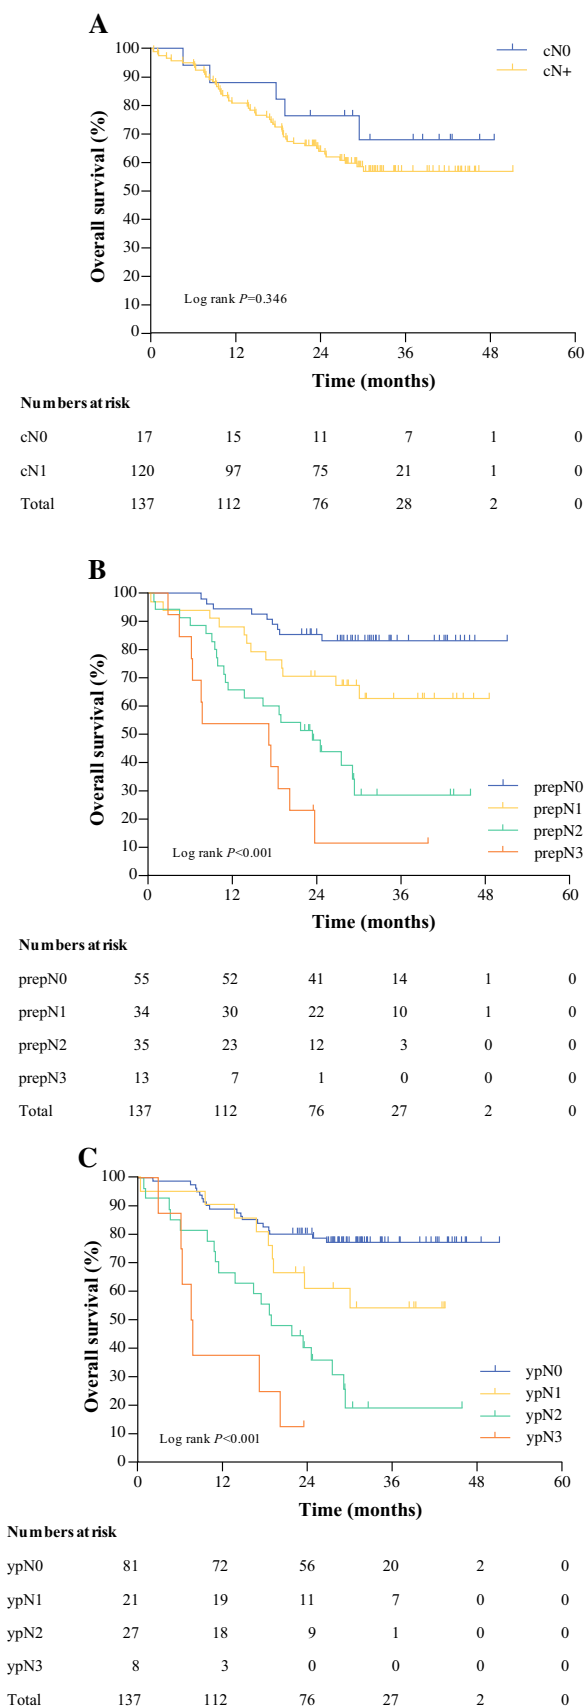 A
100
90
80
70
60
50
40
30
20
10
0
Overall survival (%)
cN0
cN+
Log rank P=0.346
0 12 24 36 48 60
Time (months)
Numbers at risk
cN0 17 15 11 7 1 0
cN1 120 97 75 21 1 0
Total 137 112 76 28 2 0
B
100
90
80
70
60
50
40
30
20
10
0
Overall survival (%)
prepN0
prepN1
prepN2
prepN3
Log rank P<0.001
0 12 24 36 48 60
Time (months)
Numbers at risk
prepN0 55 52 41 14 1 0
prepN1 34 30 22 10 1 0
prepN2 35 23 12 3 0 0
prepN3 13 7 1 0 0 0
Total 137 112 76 27 2 0
C
100
90
80
70
60
50
40
30
20
10
0
Overall survival (%)
ypN0
ypN1
ypN2
ypN3
Log rank P<0.001
0 12 24 36 48 60
Time (months)
Numbers at risk
ypN0 81 72 56 20 2 0
ypN1 21 19 11 7 0 0
ypN2 27 18 9 1 0 0
ypN3 8 3 0 0 0 0
Total 137 112 76 27 2 0